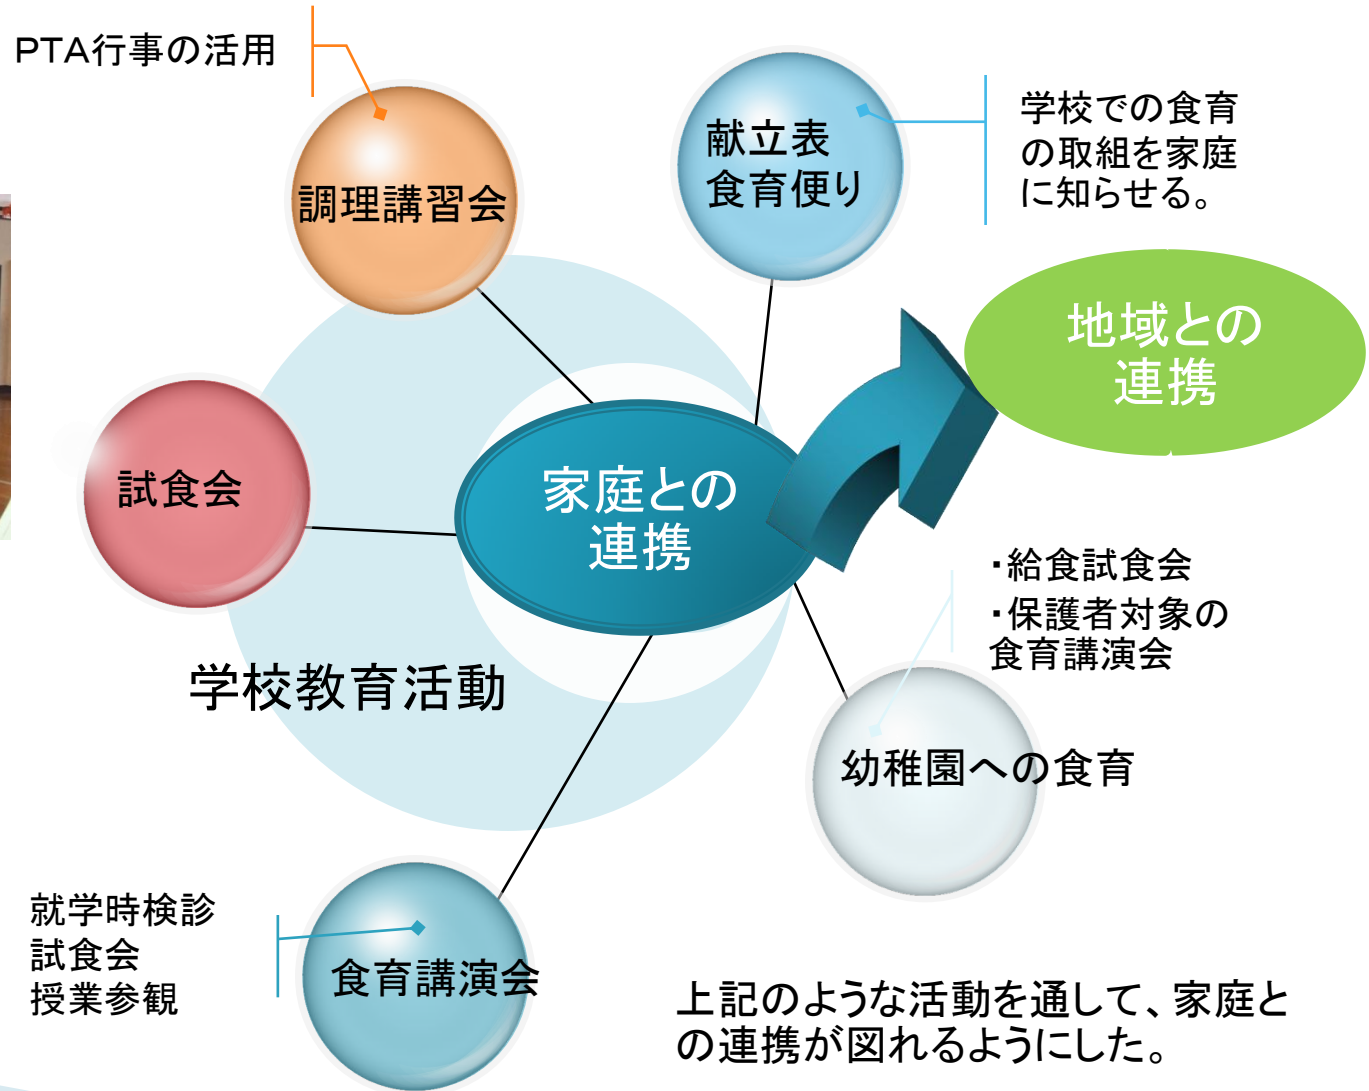 PTA行事の活用
調理講習会
献立表
食育便り
学校での食育
の取組を家庭
に知らせる。
地域との
連携
試食会
家庭との
連携
・給食試食会
・保護者対象の
食育講演会
学校教育活動
幼稚園への食育
就学時検診
試食会
授業参観
食育講演会
上記のような活動を通して、家庭と
の連携が図れるようにした。